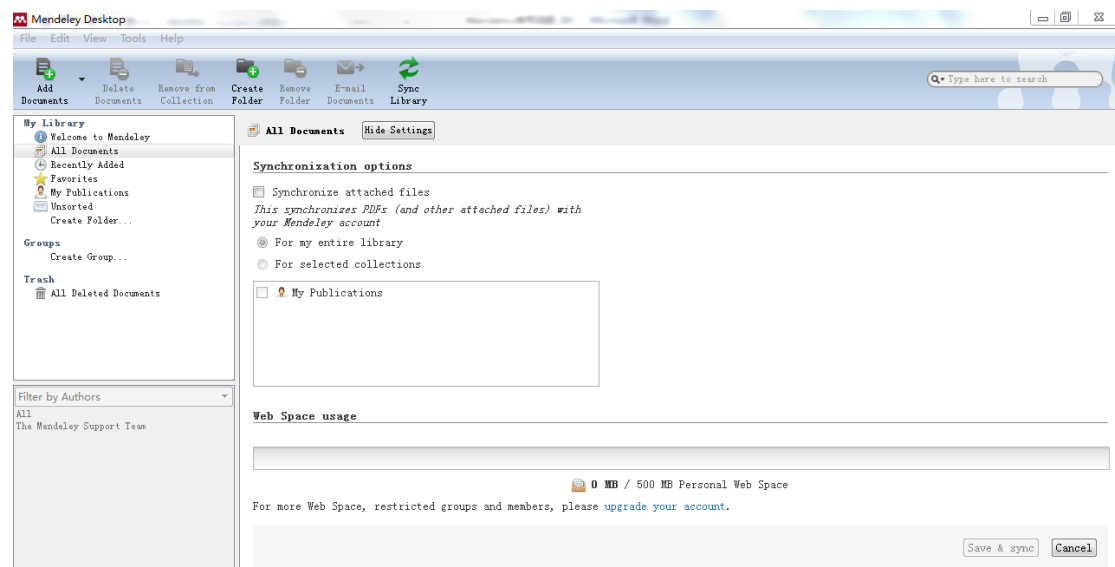 Mendeley Desktop
File Edit View Tools Help
Add Documents
Delete Documents
Remove from Collection
Create Folder
Remove Folder
E-mail Documents
Sync Library
Type here to search
My Library
Welcome to Mendeley
All Documents
Recently Added
Favorites
My Publications
Unsorted
Create Folder...
Groups
Create Group...
Trash
All Deleted Documents
Filter by Authors
All
The Mendeley Support Team
All Documents Hide Settings
Synchronization options
Synchronize attached files
This synchronizes PDFs (and other attached files) with
your Mendeley account
For my entire library
For selected collections
My Publications
Web Space usage
0 MB / 500 MB Personal Web Space
For more Web Space, restricted groups and members, please upgrade your account.
Save & sync Cancel